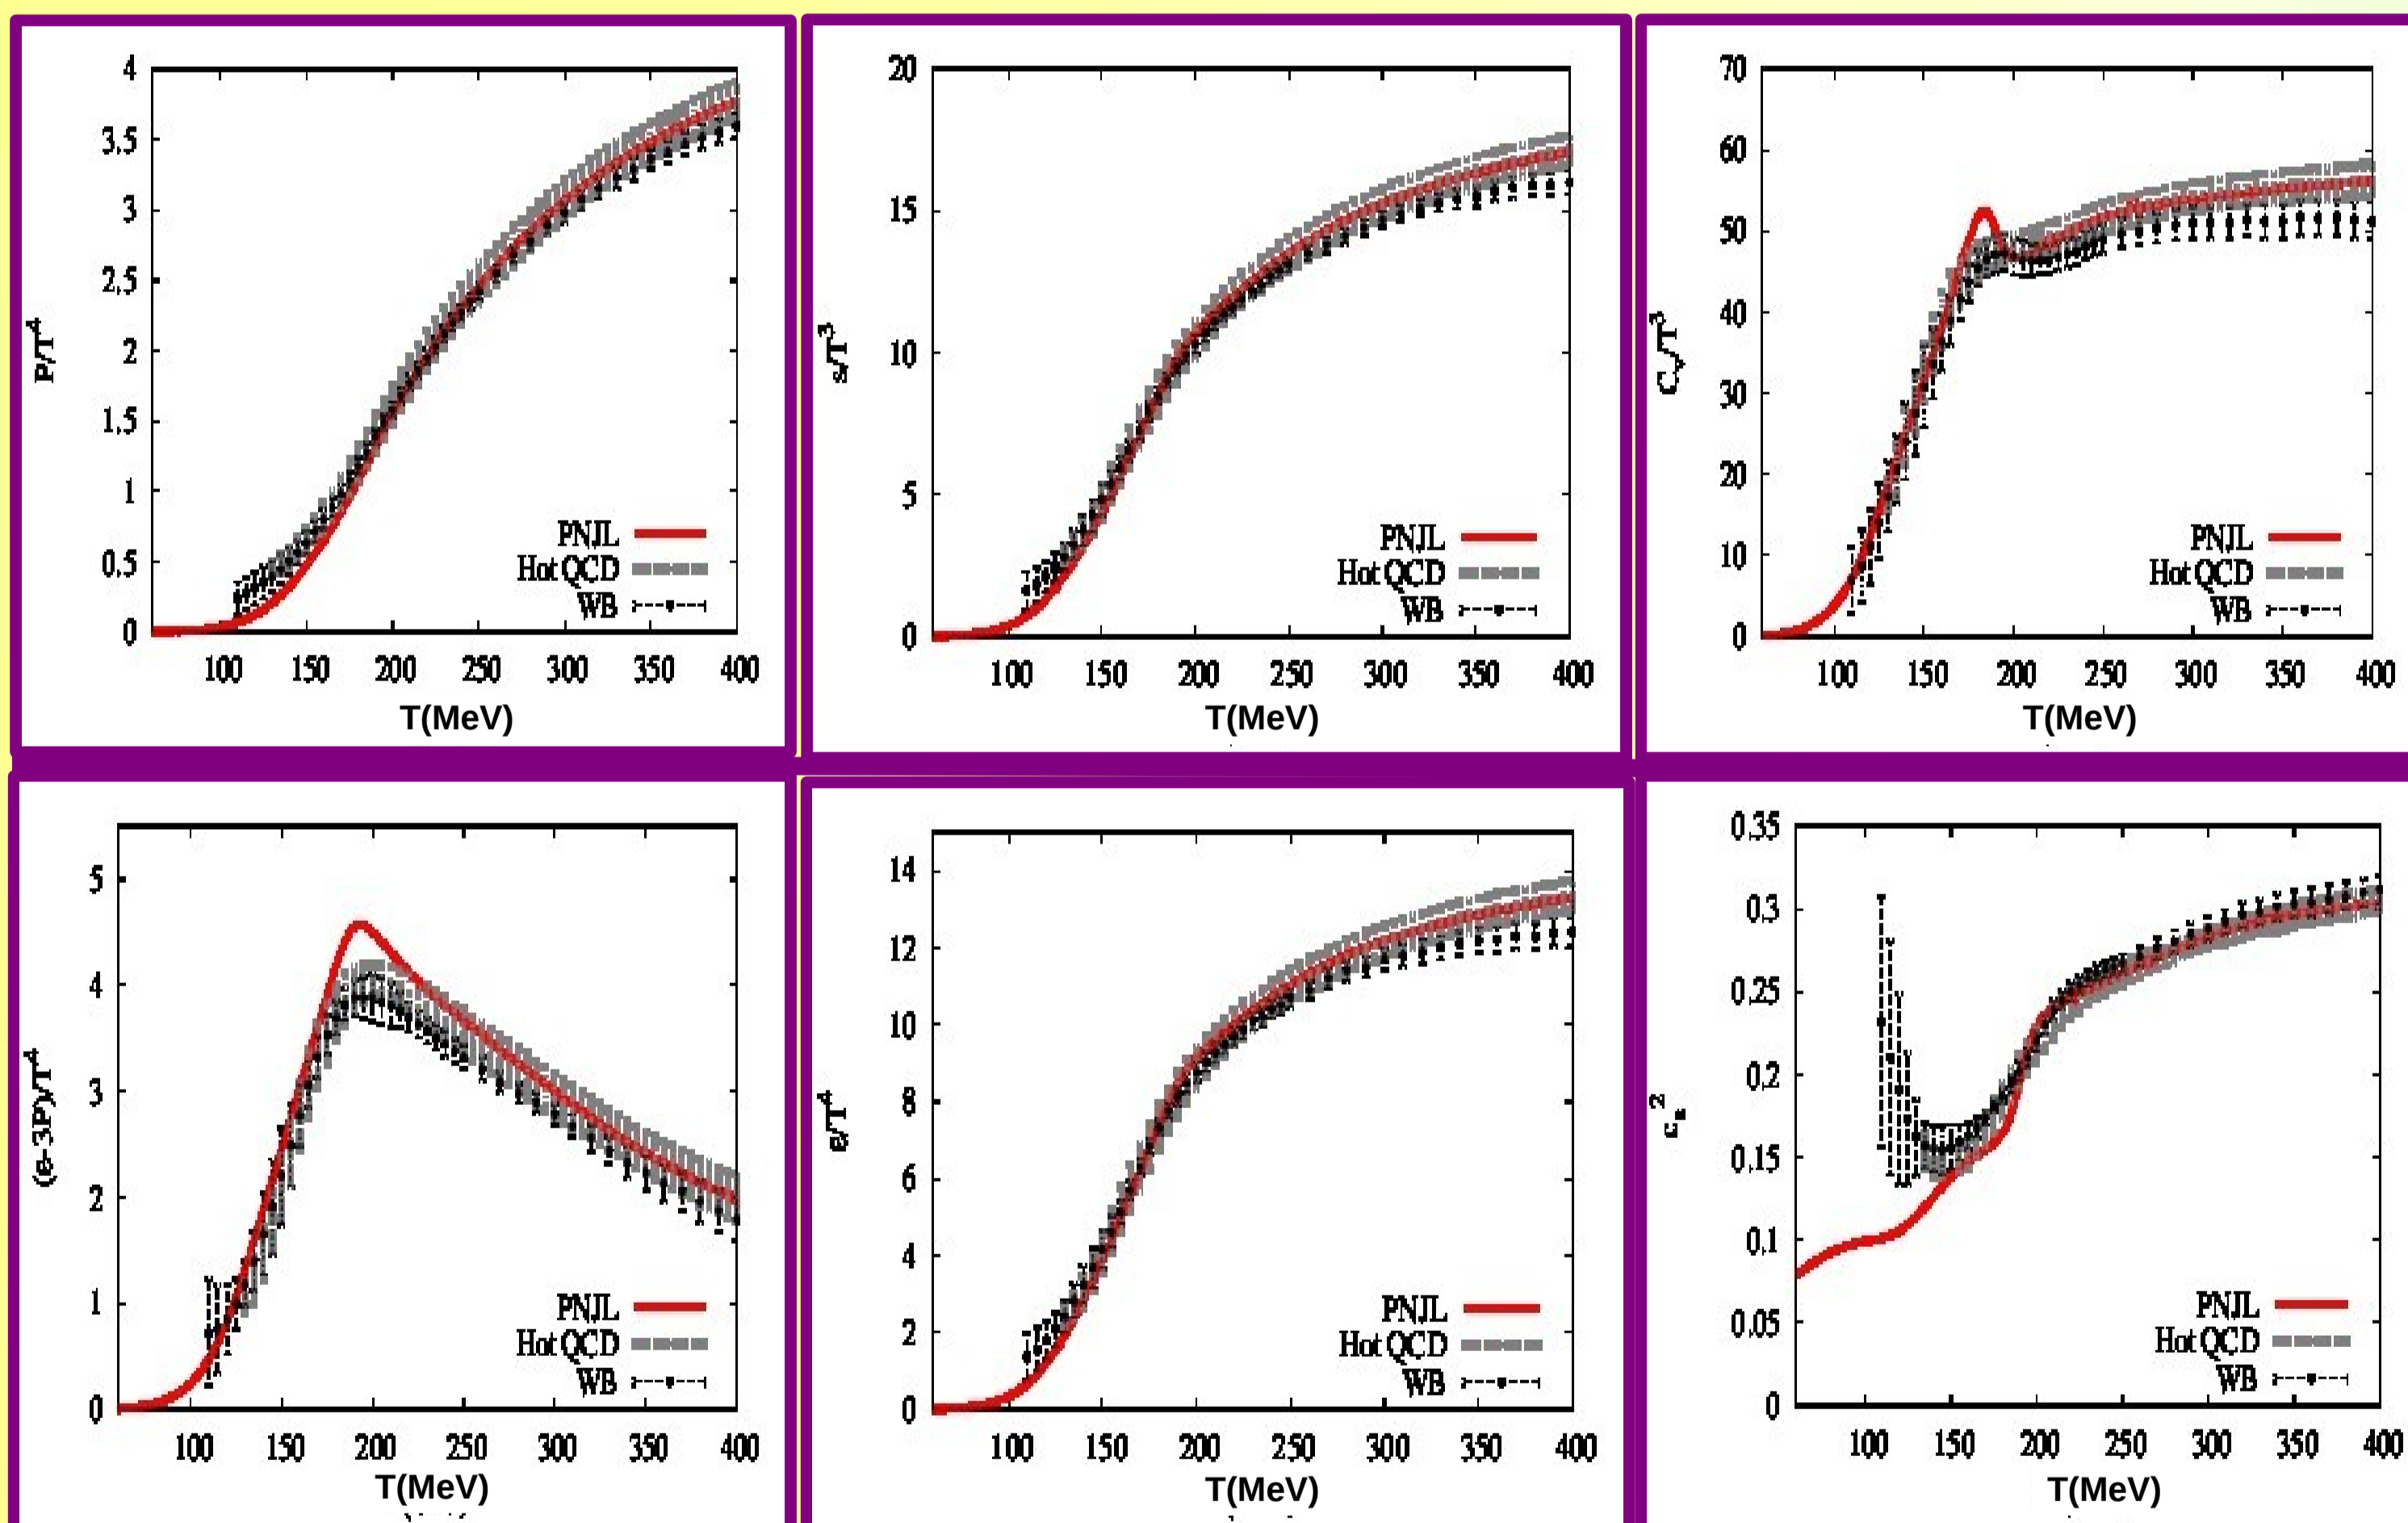 4
3.5
3
2.5
2
1.5
1
0.5
0
P/T⁴
PNJL
Hot QCD
WB
100 150 200 250 300 350 400
T(MeV)
20
15
10
5
0
s/T³
PNJL
Hot QCD
WB
100 150 200 250 300 350 400
T(MeV)
70
60
50
40
30
20
10
0
Cᵥ/T³
PNJL
Hot QCD
WB
100 150 200 250 300 350 400
T(MeV)
5
4
3
2
1
0
(e-3P)/T⁴
PNJL
Hot QCD
WB
100 150 200 250 300 350 400
T(MeV)
14
12
10
8
6
4
2
0
e/T⁴
PNJL
Hot QCD
WB
100 150 200 250 300 350 400
T(MeV)
0.35
0.3
0.25
0.2
0.15
0.1
0.05
0
cₛ²
PNJL
Hot QCD
WB
100 150 200 250 300 350 400
T(MeV)